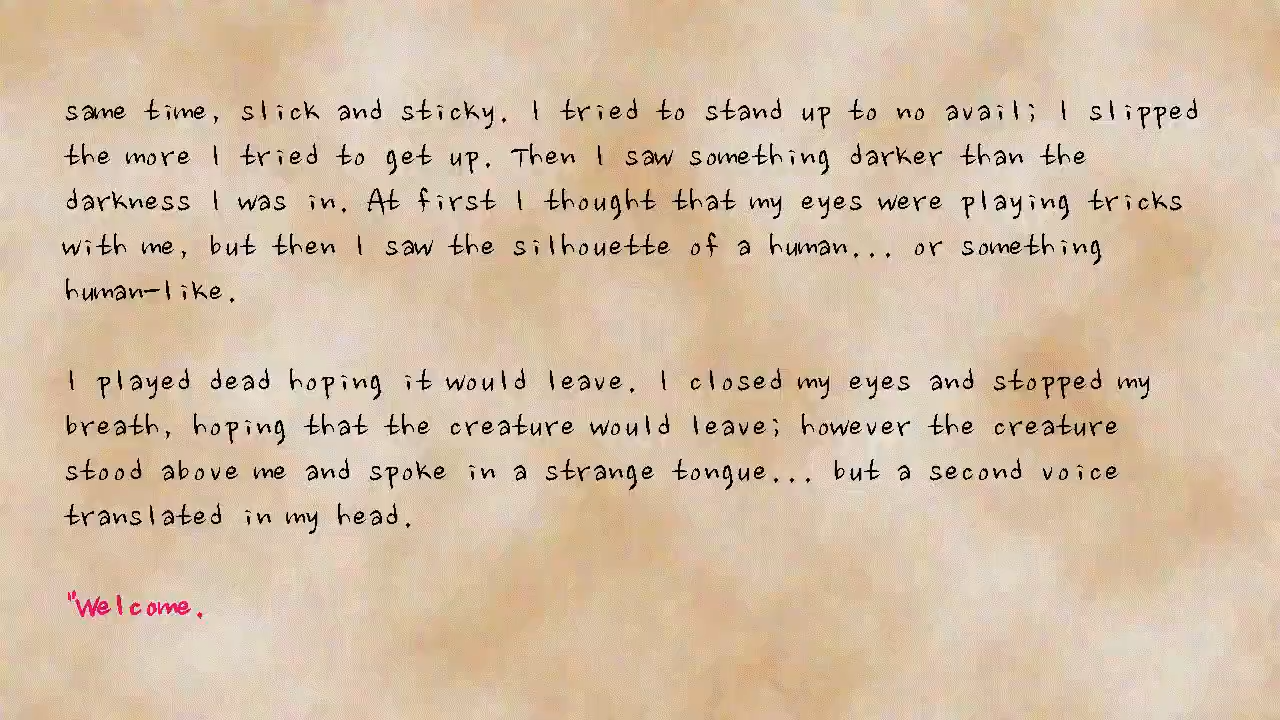 same time, slick and sticky. I tried to stand up to no avail; I slipped
the more I tried to get up. Then I saw something darker than the
darkness I was in. At first I thought that my eyes were playing tricks
with me, but then I saw the silhouette of a human... or something
human-like.
I played dead hoping it would leave. I closed my eyes and stopped my
breath, hoping that the creature would leave; however the creature
stood above me and spoke in a strange tongue... but a second voice
translated in my head.
"Welcome.